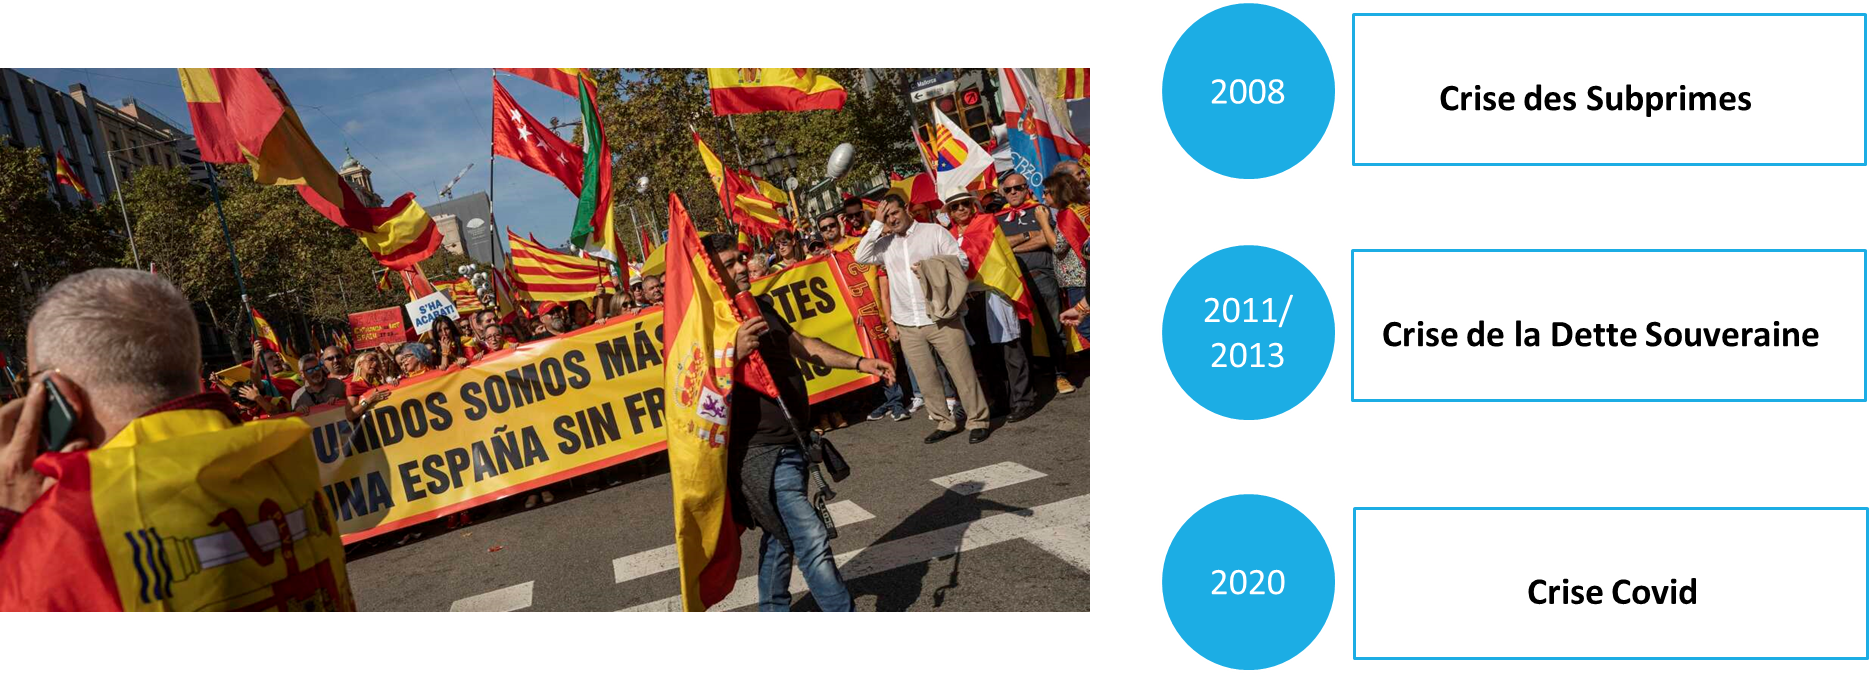 S'HA
ACABAT!
UNIDOS SOMOS MÁS
TES
UNA ESPAÑA SIN FR
2008
Crise des Subprimes
2011/
2013
Crise de la Dette Souveraine
2020
Crise Covid